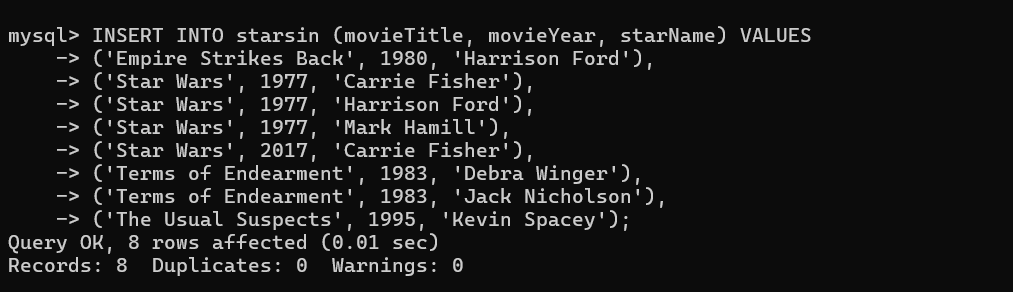 mysql> INSERT INTO starsin (movieTitle, movieYear, starName) VALUES
    -> ('Empire Strikes Back', 1980, 'Harrison Ford'),
    -> ('Star Wars', 1977, 'Carrie Fisher'),
    -> ('Star Wars', 1977, 'Harrison Ford'),
    -> ('Star Wars', 1977, 'Mark Hamill'),
    -> ('Star Wars', 2017, 'Carrie Fisher'),
    -> ('Terms of Endearment', 1983, 'Debra Winger'),
    -> ('Terms of Endearment', 1983, 'Jack Nicholson'),
    -> ('The Usual Suspects', 1995, 'Kevin Spacey');
Query OK, 8 rows affected (0.01 sec)
Records: 8  Duplicates: 0  Warnings: 0